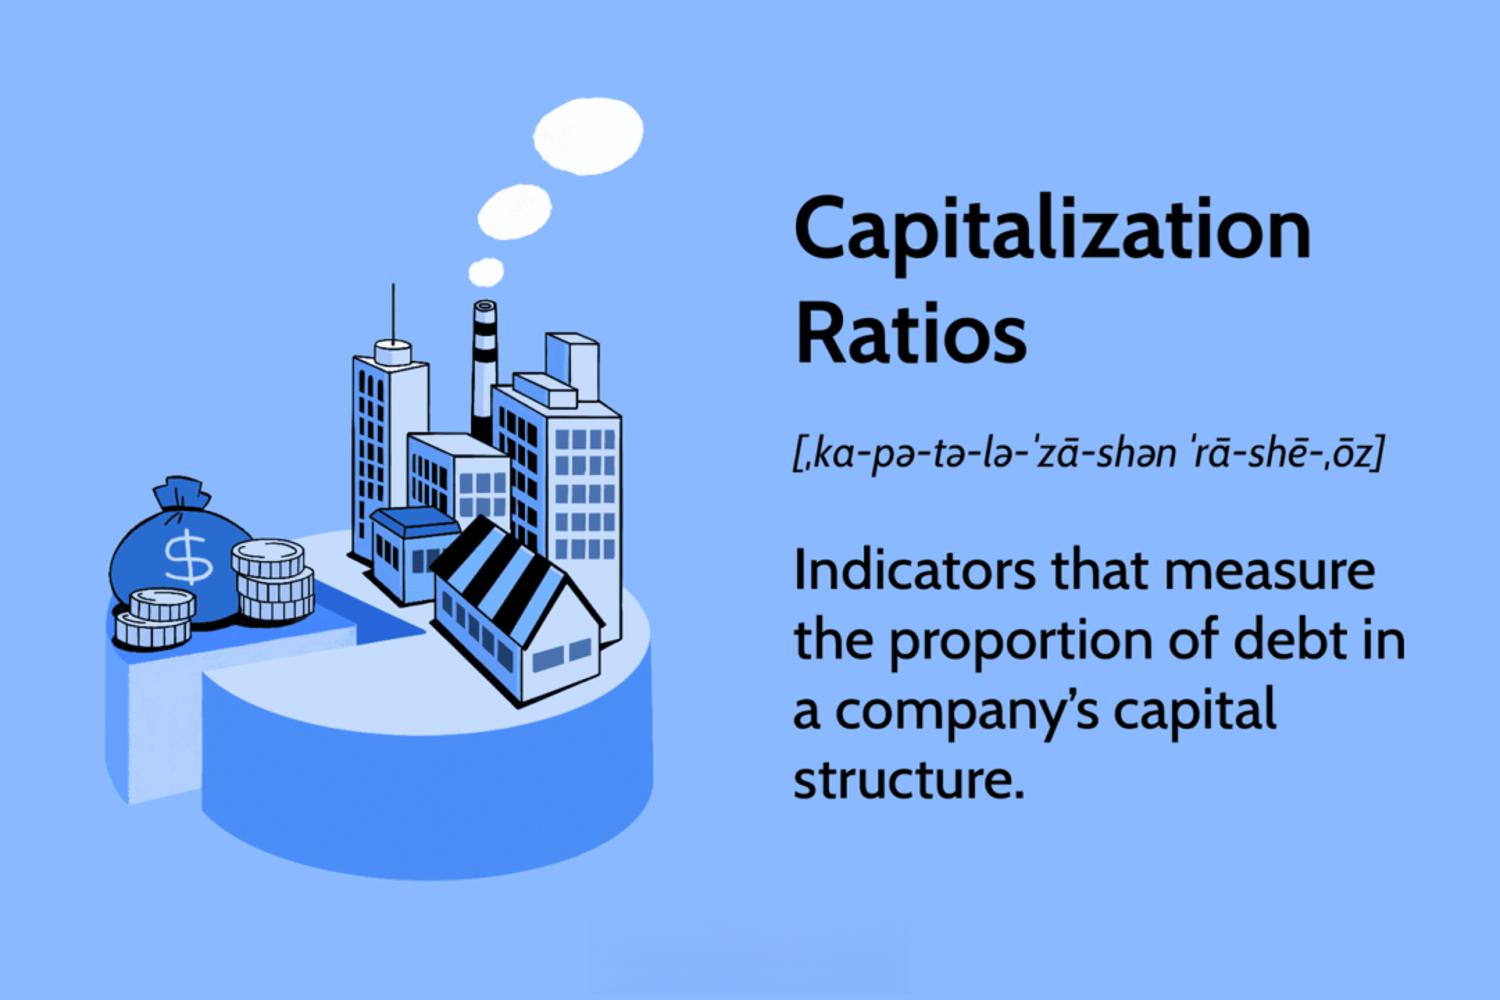 Capitalization
Ratios
[ˌka-pə-tə-lə-ˈzā-shən ˈrā-shē-ˌōz]
Indicators that measure
the proportion of debt in
a company’s capital
structure.
$